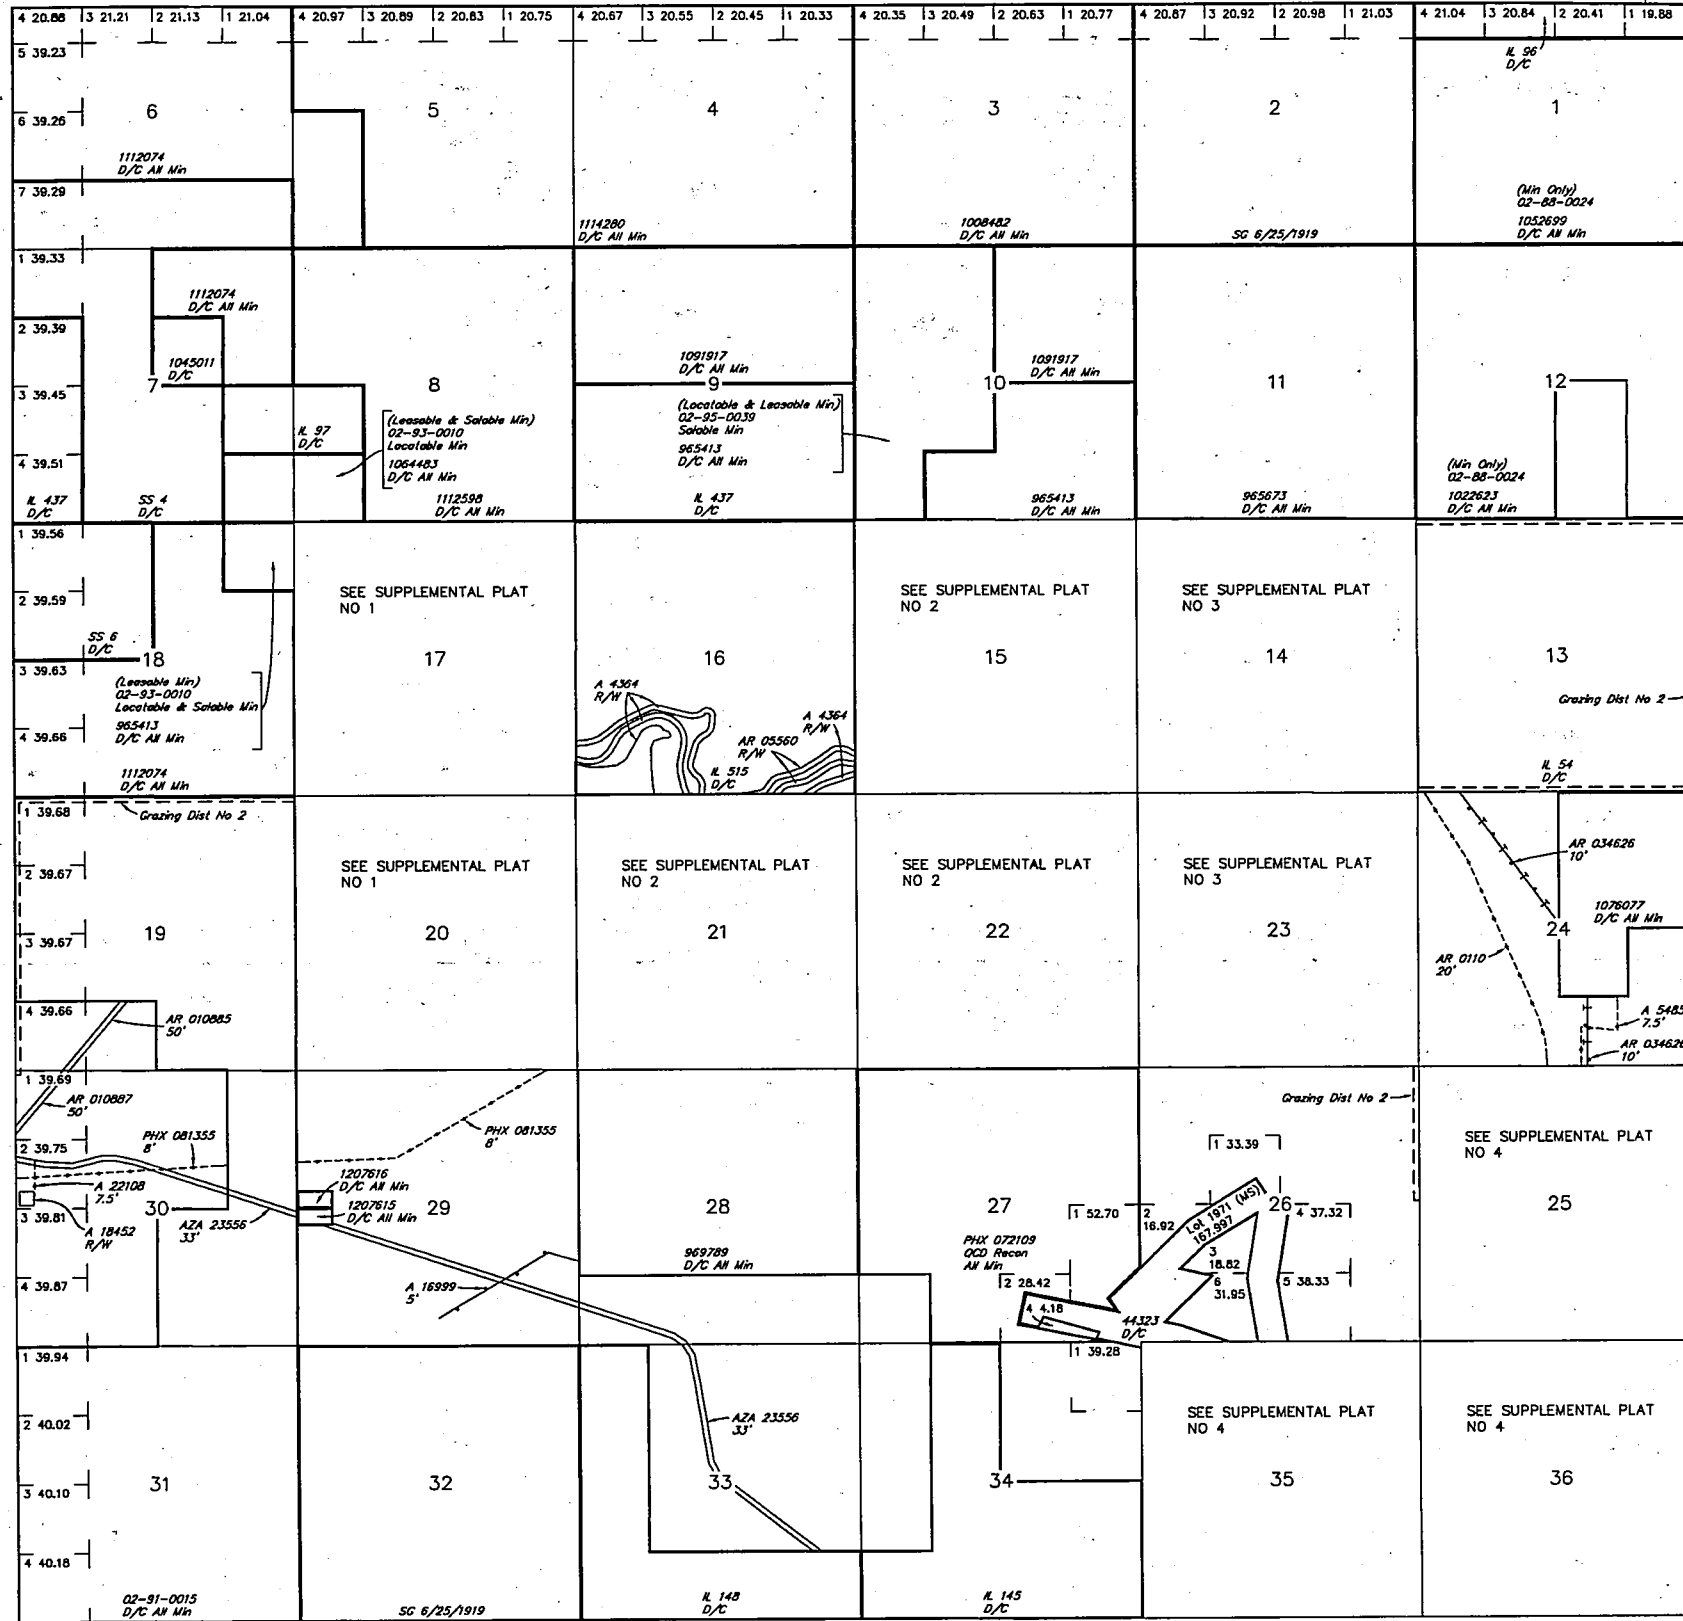 4 20.88 3 21.21 2 21.13 1 21.04 4 20.97 3 20.89 2 20.83 1 20.75 4 20.67 3 20.55 2 20.45 1 20.33 4 20.35 3 20.49 2 20.63 1 20.77 4 20.87 3 20.92 2 20.98 1 21.03 4 21.04 3 20.84 2 20.41 1 19.88
5 39.23
IL 96
D/C
6 39.26
6
5
4
3
2
1
1112074
D/C All Min
7 39.29
1114280
D/C All Min
1008482
D/C All Min
SG 6/25/1919
(Min Only)
02-88-0024
1052699
D/C All Min
1 39.33
1112074
D/C All Min
2 39.39
1045011
D/C
7
3 39.45
IL 97
D/C
4 39.51
IL 437
D/C
SS 4
D/C
8
(Leasable & Salable Min)
02-93-0010
Locatable Min
1064483
D/C All Min
1112598
D/C All Min
1091917
D/C All Min
9
(Locatable & Leasable Min)
02-95-0039
Salable Min
965413
D/C All Min
IL 437
D/C
10
1091917
D/C All Min
965413
D/C All Min
11
965673
D/C All Min
12
(Min Only)
02-88-0024
1022623
D/C All Min
1 39.56
2 39.59
SS 6
D/C
3 39.63
18
(Leasable Min)
02-93-0010
Locatable & Salable Min
965413
D/C All Min
4 39.66
1112074
D/C All Min
SEE SUPPLEMENTAL PLAT
NO 1
17
16
A 4364
R/W
A 4364
R/W
AR 05560
R/W
IL 515
D/C
SEE SUPPLEMENTAL PLAT
NO 2
15
SEE SUPPLEMENTAL PLAT
NO 3
14
13
Grazing Dist No 2
IL 54
D/C
1 39.68
Grazing Dist No 2
2 39.67
3 39.67
19
4 39.66
AR 010885
50'
SEE SUPPLEMENTAL PLAT
NO 1
20
SEE SUPPLEMENTAL PLAT
NO 2
21
SEE SUPPLEMENTAL PLAT
NO 2
22
SEE SUPPLEMENTAL PLAT
NO 3
23
AR 034626
10'
1076077
D/C All Min
24
AR 0110
20'
A 5485
7.5'
AR 034626
10'
1 39.69
AR 010887
50'
2 39.75
PHX 081355
8'
A 22108
7.5'
3 39.81
30
A 18452
R/W
AZA 23556
33'
4 39.87
PHX 081355
8'
1207616
D/C All Min
1207615
D/C All Min
29
A 16999
5'
28
969789
D/C All Min
27
PHX 072109
QCD Recon
All Min
1 52.70
2 28.42
4 4.18
44323
D/C
Grazing Dist No 2
1 33.39
2
16.92
Lot 1971 (MS)
167.997
26
4 37.32
3
18.82
6
31.95
5 38.33
SEE SUPPLEMENTAL PLAT
NO 4
25
1 39.94
2 40.02
3 40.10
31
4 40.18
02-91-0015
D/C All Min
32
SG 6/25/1919
AZA 23556
33'
33
IL 148
D/C
1 39.28
34
IL 145
D/C
SEE SUPPLEMENTAL PLAT
NO 4
35
SEE SUPPLEMENTAL PLAT
NO 4
36